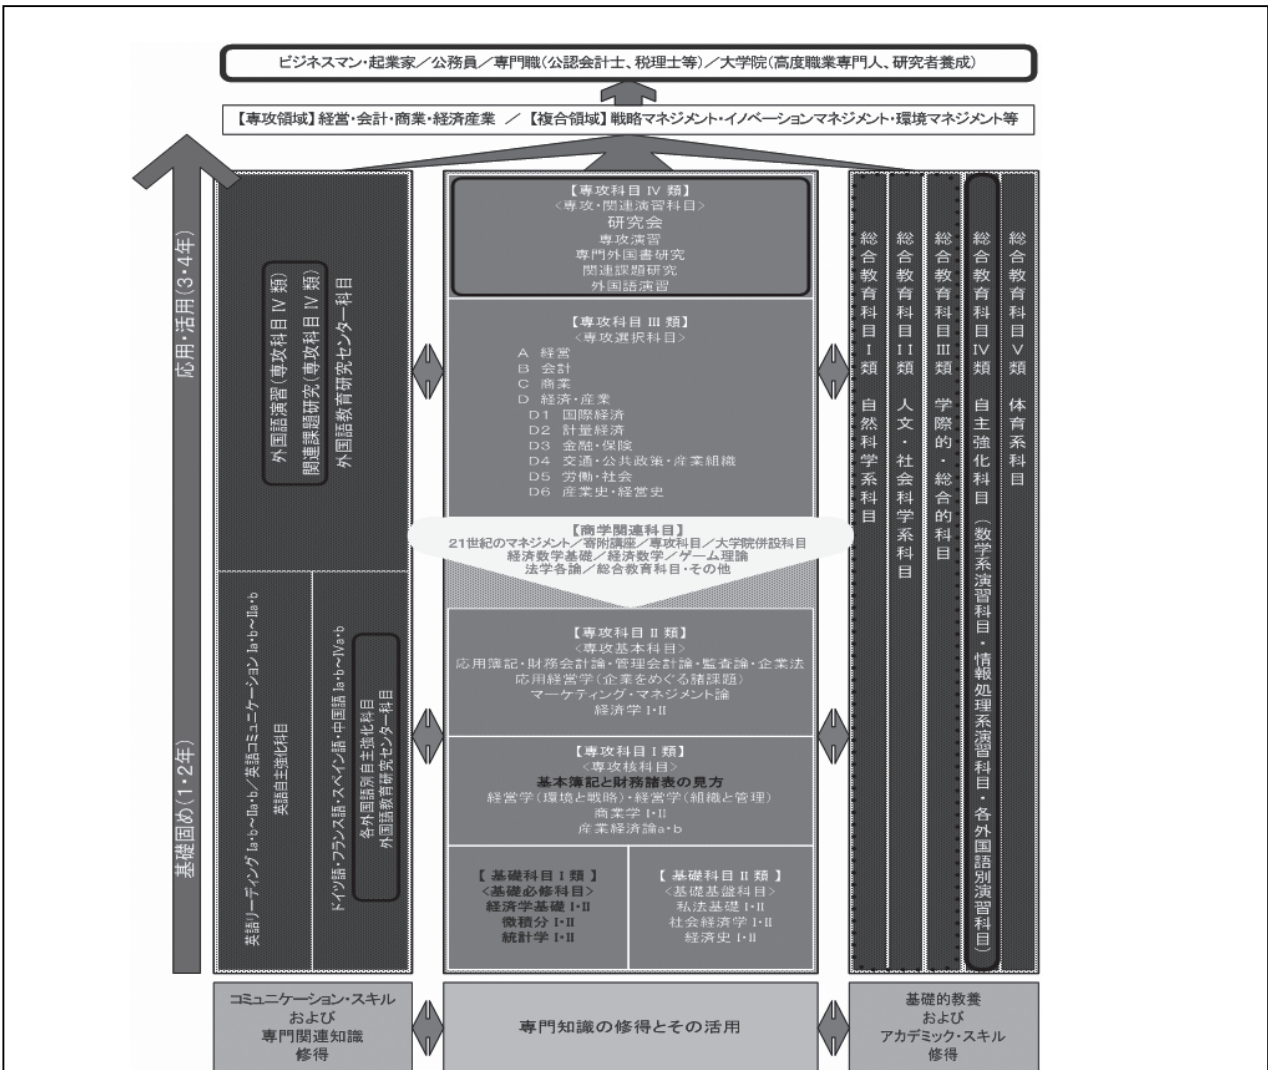 ビジネスマン・起業家／公務員／専門職(公認会計士、税理士等)／大学院(高度職業専門人、研究者養成)
【専攻領域】経営・会計・商業・経済産業 ／ 【複合領域】戦略マネジメント・イノベーションマネジメント・環境マネジメント等
応用・活用(3・4年)
基礎固め(1・2年)
外国語演習(専攻科目 IV 類)
関連課題研究(専攻科目 IV 類)
外国語教育研究センター科目
英語リーディング Ia・b～IIa・b／英語コミュニケーション Ia・b～IIa・b
英語自主強化科目
ドイツ語・フランス語・スペイン語・中国語 Ia・b～IVa・b
各外国語別自主強化科目
外国語教育研究センター科目
【専攻科目 IV 類】
<専攻・関連演習科目>
研究会
専攻演習
専門外国書研究
関連課題研究
外国語演習
【専攻科目 III 類】
<専攻選択科目>
A 経営
B 会計
C 商業
D 経済・産業
D1 国際経済
D2 計量経済
D3 金融・保険
D4 交通・公共政策・産業組織
D5 労働・社会
D6 産業史・経営史
【商学関連科目】
21世紀のマネジメント／寄附講座／専攻科目／大学院併設科目
経済数学基礎／経済数学／ゲーム理論
法学各論／総合教育科目・その他
【専攻科目 II 類】
<専攻基本科目>
応用簿記・財務会計論・管理会計論・監査論・企業法
応用経営学(企業をめぐる諸課題)
マーケティング・マネジメント論
経済学 I・II
【専攻科目 I 類】
<専攻核科目>
基本簿記と財務諸表の見方
経営学(環境と戦略)・経営学(組織と管理)
商業学 I・II
産業経済論a・b
【 基礎科目 I 類 】
<基礎必修科目>
経済学基礎 I・II
微積分 I・II
統計学 I・II
【 基礎科目 II 類 】
<基礎基盤科目>
私法基礎 I・II
社会経済学 I・II
経済史 I・II
総合教育科目 I 類 自然科学系科目
総合教育科目 II 類 人文・社会科学系科目
総合教育科目 III 類 学際的・総合的科目
総合教育科目 IV 類 自主強化科目 (数学系演習科目・情報処理系演習科目・各外国語別演習科目)
総合教育科目 V 類 体育系科目
コミュニケーション・スキル
および
専門関連知識
修得
専門知識の修得とその活用
基礎的教養
および
アカデミック・スキル
修得